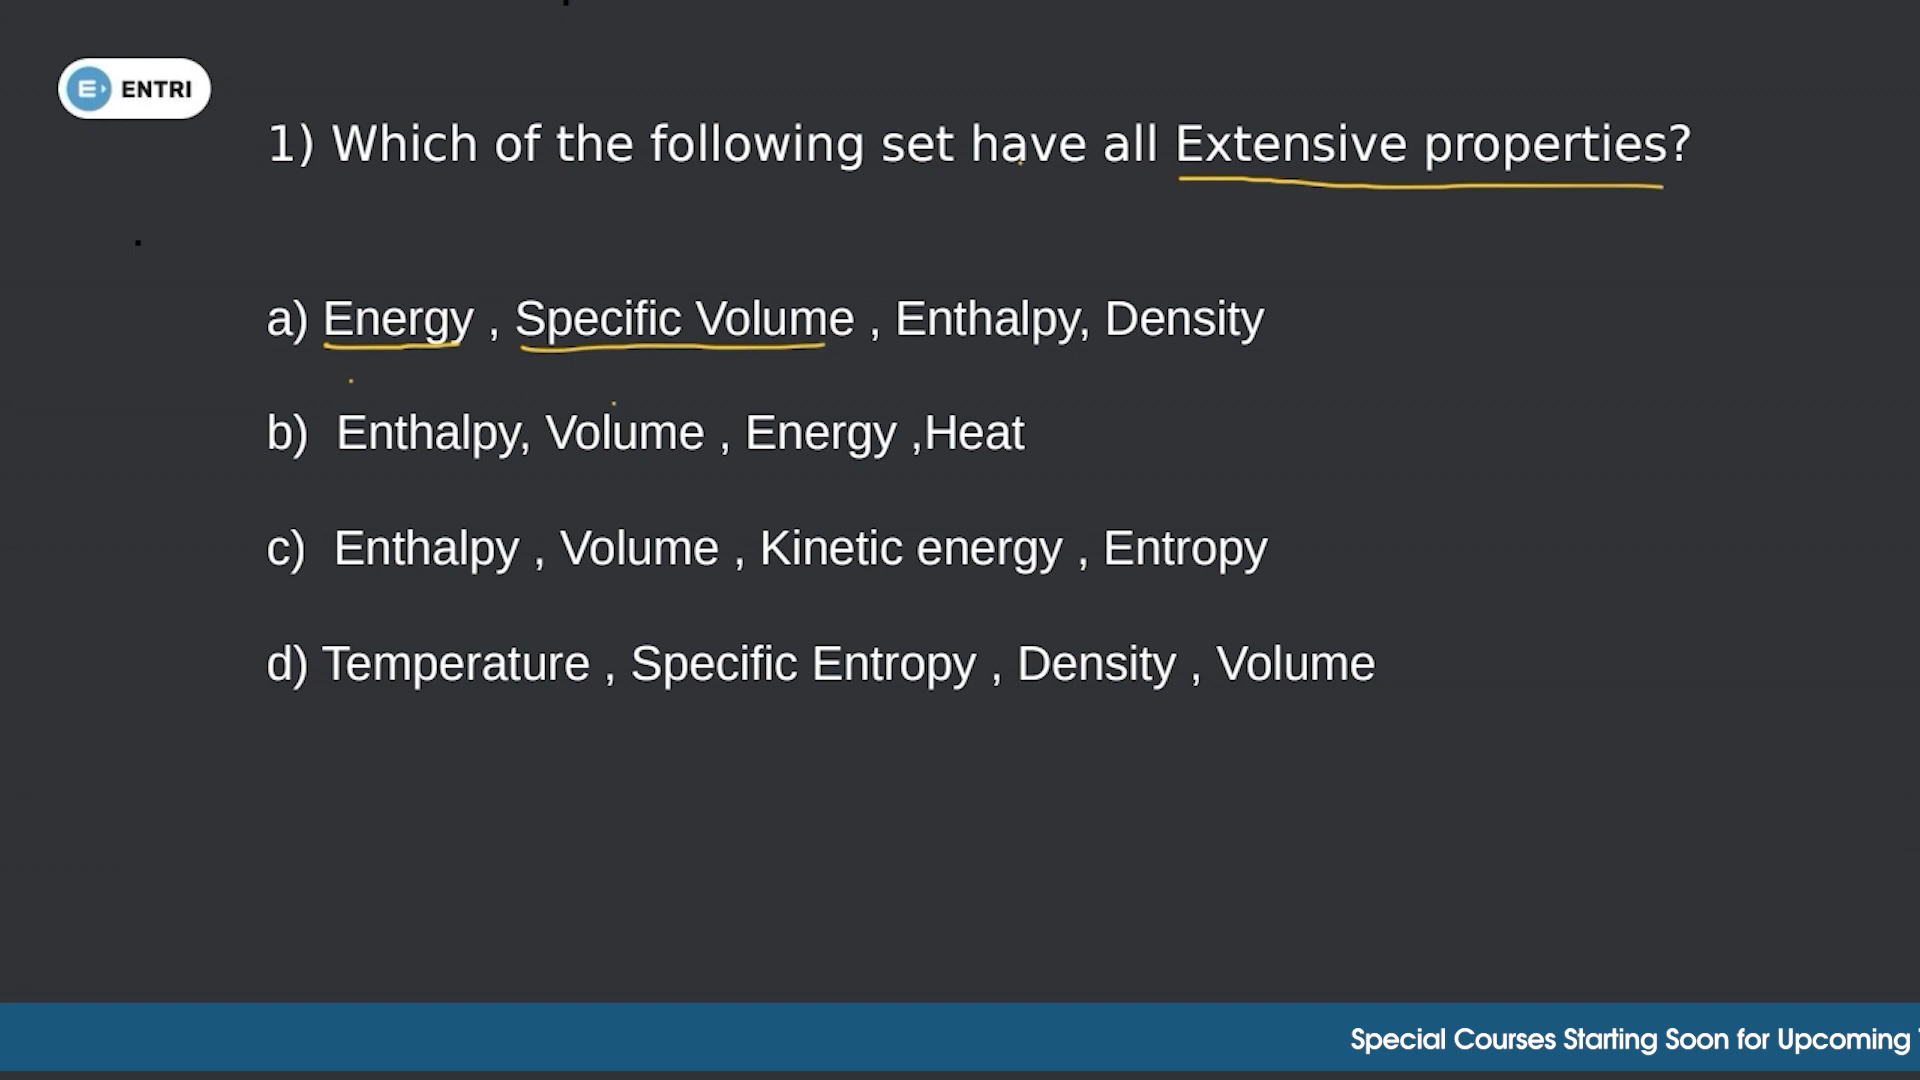 ENTRI
1) Which of the following set have all Extensive properties?
a) Energy , Specific Volume , Enthalpy, Density
b) Enthalpy, Volume , Energy ,Heat
c) Enthalpy , Volume , Kinetic energy , Entropy
d) Temperature , Specific Entropy , Density , Volume
Special Courses Starting Soon for Upcoming